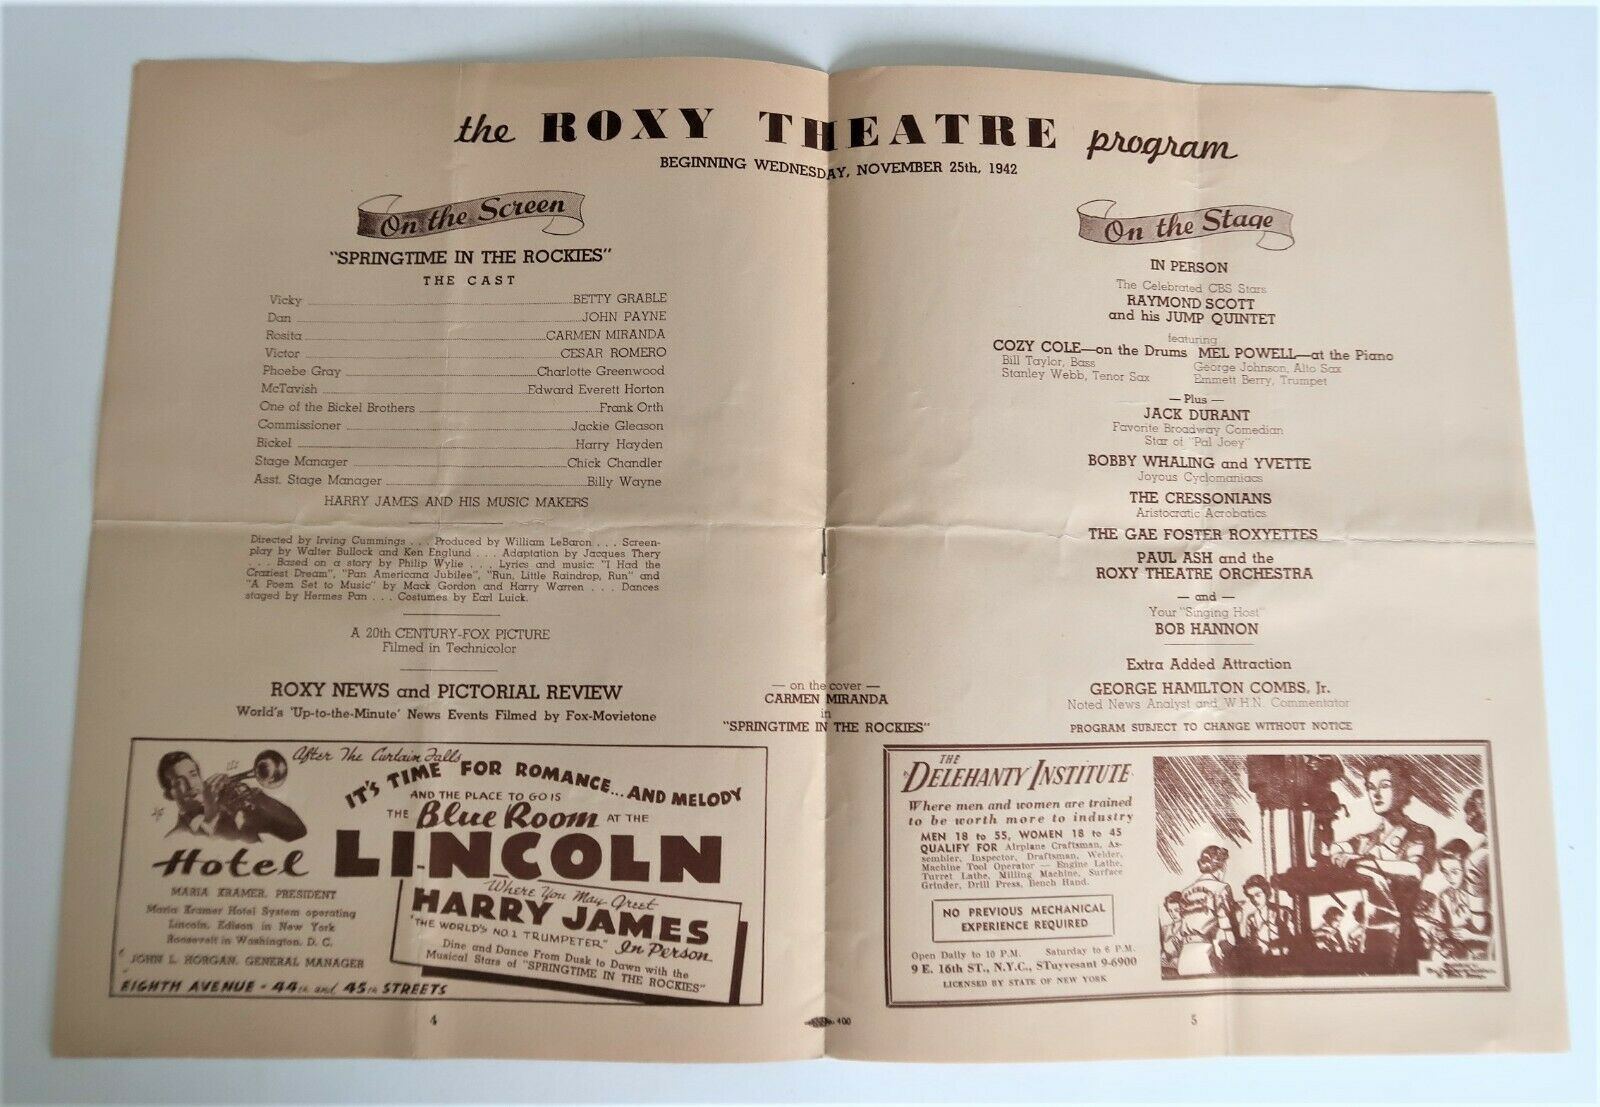 the ROXY THEATRE program
BEGINNING WEDNESDAY, NOVEMBER 25th, 1942
On the Screen
"SPRINGTIME IN THE ROCKIES"
THE CAST
Vicky BETTY GRABLE
Dan JOHN PAYNE
Rosita CARMEN MIRANDA
Victor CESAR ROMERO
Phoebe Gray Charlotte Greenwood
McTavish Edward Everett Horton
One of the Bickel Brothers Frank Orth
Commissioner Jackie Gleason
Bickel Harry Hayden
Stage Manager Chick Chandler
Asst. Stage Manager Billy Wayne
HARRY JAMES AND HIS MUSIC MAKERS
Directed by Irving Cummings . . . Produced by William LeBaron . . . Screen-
play by Walter Bullock and Ken Englund . . . Adaptation by Jacques Thery
. . . Based on a story by Philip Wylie . . . Lyrics and music: "I Had the
Craziest Dream", "Pan Americana Jubilee", "Run, Little Raindrop, Run" and
"A Poem Set to Music" by Mack Gordon and Harry Warren . . . Dances
staged by Hermes Pan . . . Costumes by Earl Luick.
A 20th CENTURY-FOX PICTURE
Filmed in Technicolor
ROXY NEWS and PICTORIAL REVIEW
World's 'Up-to-the-Minute' News Events Filmed by Fox-Movietone
— on the cover —
CARMEN MIRANDA
in
"SPRINGTIME IN THE ROCKIES"
After The Curtain Falls
IT'S TIME FOR ROMANCE...AND MELODY
AND THE PLACE TO GO IS
THE Blue Room AT THE
Hotel LINCOLN
MARIA KRAMER, PRESIDENT
Maria Kramer Hotel System operating
Lincoln, Edison in New York
Roosevelt in Washington, D. C.
JOHN L. HORGAN, GENERAL MANAGER
EIGHTH AVENUE - 44th and 45th STREETS
Where You May Greet
HARRY JAMES
"THE WORLD'S NO. 1 TRUMPETER" In Person
Dine and Dance From Dusk to Dawn with the
Musical Stars of "SPRINGTIME IN THE ROCKIES"
4
On the Stage
IN PERSON
The Celebrated CBS Stars
RAYMOND SCOTT
and his JUMP QUINTET
featuring
COZY COLE—on the Drums MEL POWELL—at the Piano
Bill Taylor, Bass George Johnson, Alto Sax
Stanley Webb, Tenor Sax Emmett Berry, Trumpet
— Plus —
JACK DURANT
Favorite Broadway Comedian
Star of "Pal Joey"
BOBBY WHALING and YVETTE
Joyous Cyclomaniacs
THE CRESSONIANS
Aristocratic Acrobatics
THE GAE FOSTER ROXYETTES
PAUL ASH and the
ROXY THEATRE ORCHESTRA
— and —
Your "Singing Host"
BOB HANNON
Extra Added Attraction
GEORGE HAMILTON COMBS, Jr.
Noted News Analyst and W.H.N. Commentator
PROGRAM SUBJECT TO CHANGE WITHOUT NOTICE
THE
DELEHANTY INSTITUTE
Where men and women are trained
to be worth more to industry
MEN 18 to 55, WOMEN 18 to 45
QUALIFY FOR Airplane Craftsman, As-
sembler, Inspector, Draftsman, Welder,
Machine Tool Operator — Engine Lathe,
Turret Lathe, Milling Machine, Surface
Grinder, Drill Press, Bench Hand.
NO PREVIOUS MECHANICAL
EXPERIENCE REQUIRED
Open Daily to 10 P.M. Saturday to 6 P.M.
9 E. 16th ST., N.Y.C., STuyvesant 9-6900
LICENSED BY STATE OF NEW YORK
400
5